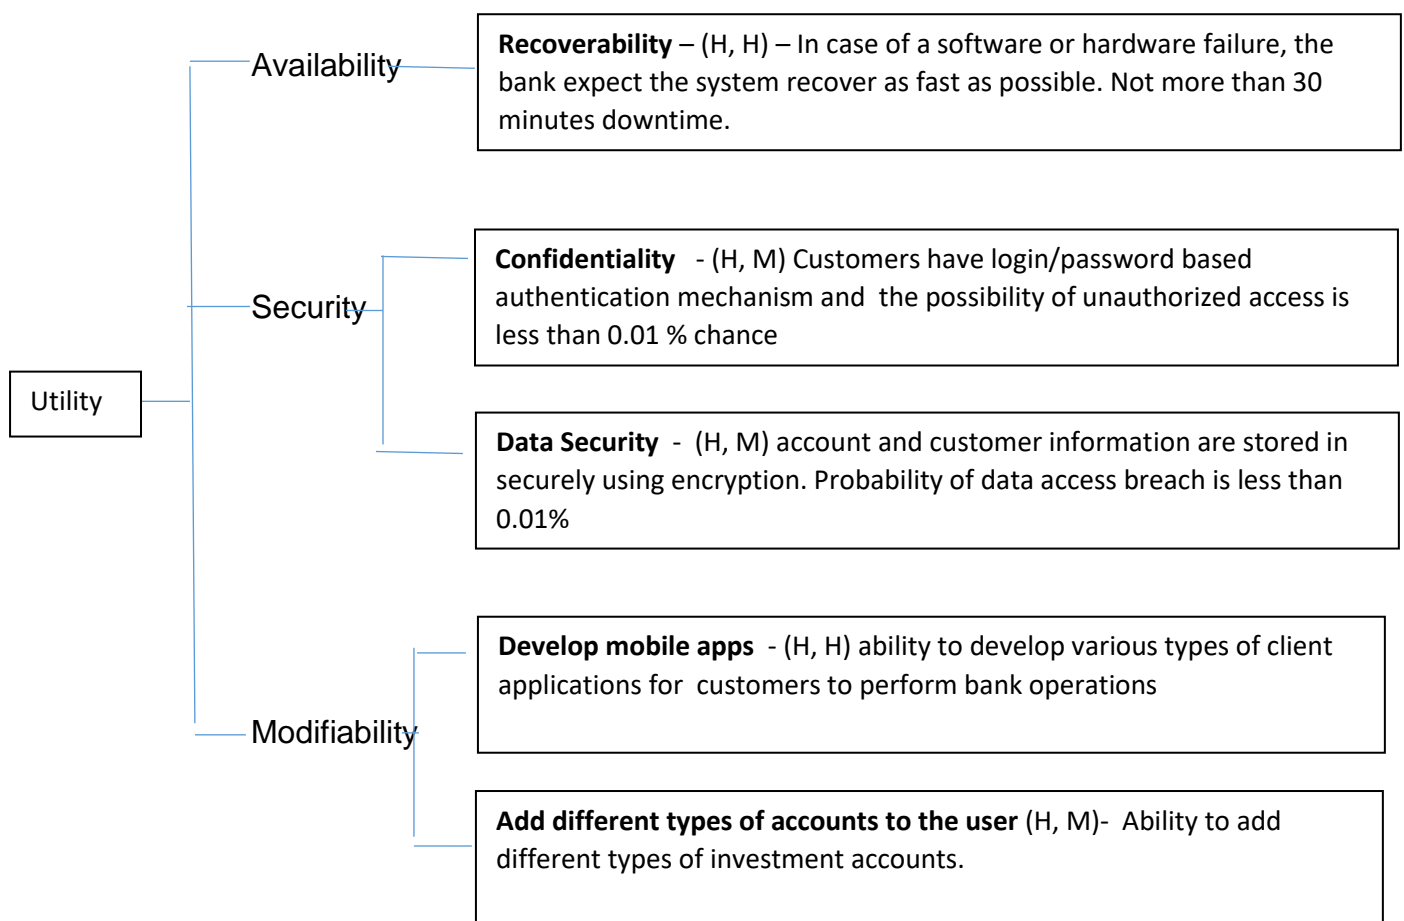 Utility
Availability
Recoverability – (H, H) – In case of a software or hardware failure, the
bank expect the system recover as fast as possible. Not more than 30
minutes downtime.
Security
Confidentiality - (H, M) Customers have login/password based
authentication mechanism and the possibility of unauthorized access is
less than 0.01 % chance
Data Security - (H, M) account and customer information are stored in
securely using encryption. Probability of data access breach is less than
0.01%
Modifiability
Develop mobile apps - (H, H) ability to develop various types of client
applications for customers to perform bank operations
Add different types of accounts to the user (H, M)- Ability to add
different types of investment accounts.